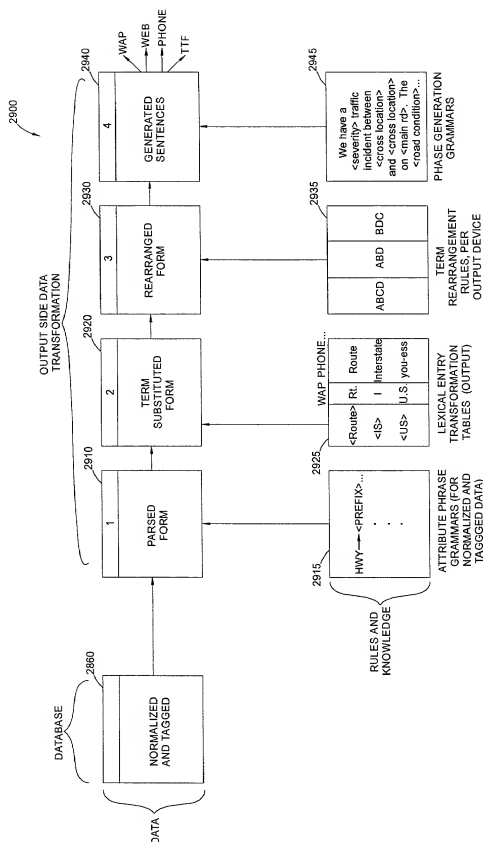 2900
OUTPUT SIDE DATA
TRANSFORMATION
DATABASE
2860
NORMALIZED
AND TAGGED
DATA
2910
1
PARSED
FORM
2920
2
TERM
SUBSTITUTED
FORM
2930
3
REARRANGED
FORM
2940
4
GENERATED
SENTENCES
WAP
WEB
PHONE
TTF
RULES AND
KNOWLEDGE
2915
HWY <PREFIX>...
ATTRIBUTE PHRASE
GRAMMARS (FOR
NORMALIZED AND
TAGGGED DATA)
2925
WAP PHONE...
<Route> Rt. Route
<IS> I Interstate
<US> U.S. you-ess
LEXICAL ENTRY
TRANSFORMATION
TABLES (OUTPUT)
2935
ABCD ABD BDC
TERM
REARRANGEMENT
RULES, PER
OUTPUT DEVICE
2945
We have a
<severity> traffic
incident between
<cross location>
and <cross location>
on <main rd>. The
<road condition>...
PHASE GENERATION
GRAMMARS